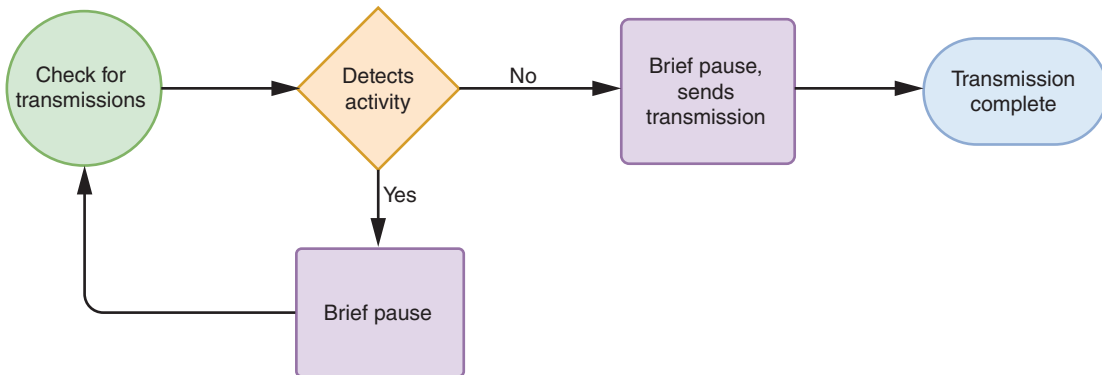 Check for
transmissions
Detects
activity
No
Brief pause,
sends
transmission
Transmission
complete
Yes
Brief pause